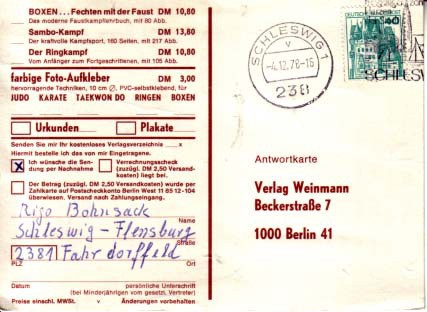 BOXEN...Fechten mit der Faust DM 10,80
Das moderne Faustkampflehrbuch, mit 80 Abb.
Sambo-Kampf DM 13,80
Der kraftvolle Kampfsport, 160 Seiten, mit 217 Abb.
Der Ringkampf DM 10,80
Vom Anfänger zum Fortgeschrittenen, mit 105 Abb.
farbige Foto-Aufkleber DM 3,00
hervorragende Techniken, 10 cm Ø, PVC-selbstklebend, für
JUDO KARATE TAEKWON DO RINGEN BOXEN
Urkunden Plakate
Senden Sie mir Ihr kostenloses Verlagsverzeichnis x
Hiermit bestelle ich das von mir Eingetragene.
x Ich wünsche die Sendung per Nachnahme
Verrechnungsscheck (zuzügl. DM 2,50 Versandkosten) liegt bei.
Der Betrag (zuzügl. DM 2,50 Versandkosten) wurde per
Zahlkarte auf Postscheckkonto Berlin West 11 85 12-104
überwiesen. Versand nach Zahlungseingang.
Rigo Bohnsack
Name
Schleswig-Flensburg
Straße
2381 Fahrdorffeld
PLZ Ort
Datum persönliche Unterschrift
(bei Minderjährigen vom gesetzl. Vertreter)
Preise einschl. MWSt. v Änderungen vorbehalten
SCHLESWIG 1
v
-4.12.78-16
238
SCHLESW
Antwortkarte
Verlag Weinmann
Beckerstraße 7
1000 Berlin 41